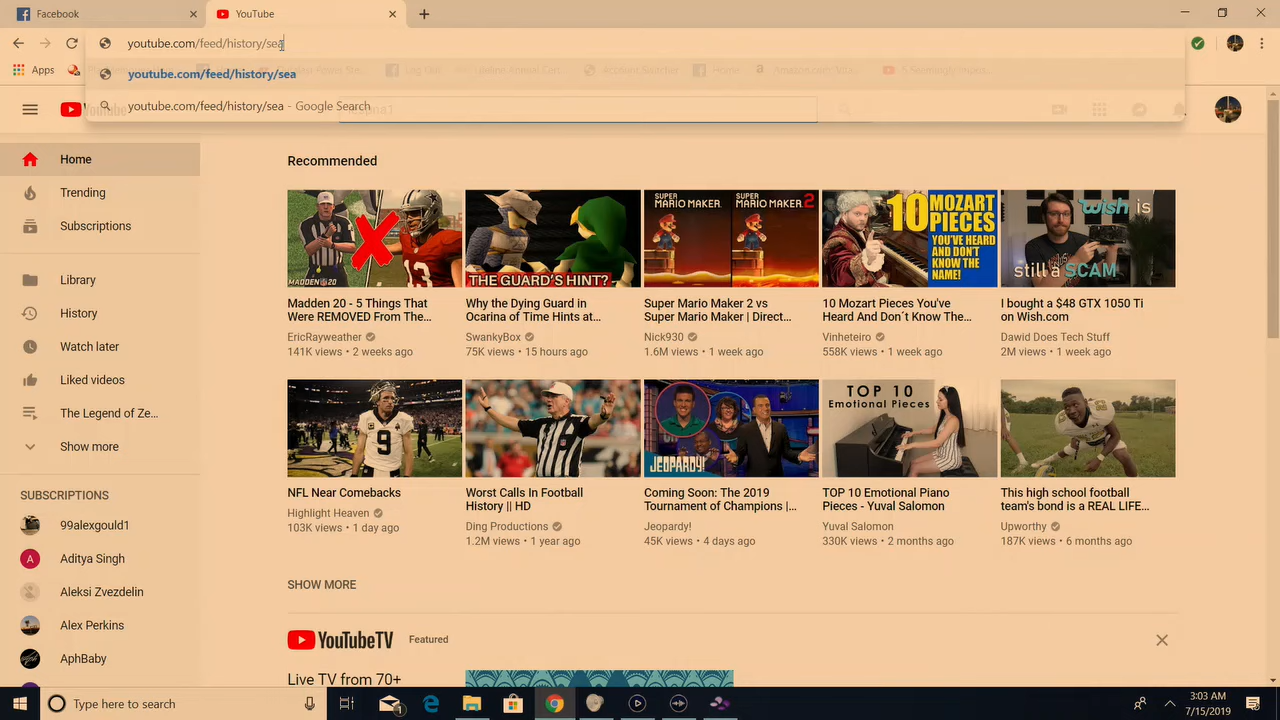 Facebook
YouTube
youtube.com/feed/history/sea
Apps
youtube.com/feed/history/sea
youtube.com/feed/history/sea - Google Search
Home
Trending
Subscriptions
Library
History
Watch later
Liked videos
The Legend of Ze...
Show more
SUBSCRIPTIONS
99alexgould1
Aditya Singh
Aleksi Zvezdelin
Alex Perkins
AphBaby
Recommended
MADDEN 20
Madden 20 - 5 Things That
Were REMOVED From The...
EricRayweather
141K views • 2 weeks ago
THE GUARD'S HINT?
Why the Dying Guard in
Ocarina of Time Hints at...
SwankyBox
75K views • 15 hours ago
SUPER MARIO MAKER
SUPER MARIO MAKER 2
Super Mario Maker 2 vs
Super Mario Maker | Direct...
Nick930
1.6M views • 1 week ago
10 MOZART
PIECES
YOU'VE
HEARD
AND DON'T
KNOW THE
NAME!
10 Mozart Pieces You've
Heard And Don´t Know The...
Vinheteiro
558K views • 1 week ago
wish is
still a SCAM
I bought a $48 GTX 1050 Ti
on Wish.com
Dawid Does Tech Stuff
2M views • 1 week ago
9
NFL Near Comebacks
Highlight Heaven
103K views • 1 day ago
Worst Calls In Football
History || HD
Ding Productions
1.2M views • 1 year ago
JEOPARDY!
Coming Soon: The 2019
Tournament of Champions |...
Jeopardy!
45K views • 4 days ago
TOP 10
Emotional Pieces
TOP 10 Emotional Piano
Pieces - Yuval Salomon
Yuval Salomon
330K views • 2 months ago
This high school football
team's bond is a REAL LIFE...
Upworthy
187K views • 6 months ago
SHOW MORE
YouTubeTV
Featured
Live TV from 70+
Type here to search
3:03 AM
7/15/2019